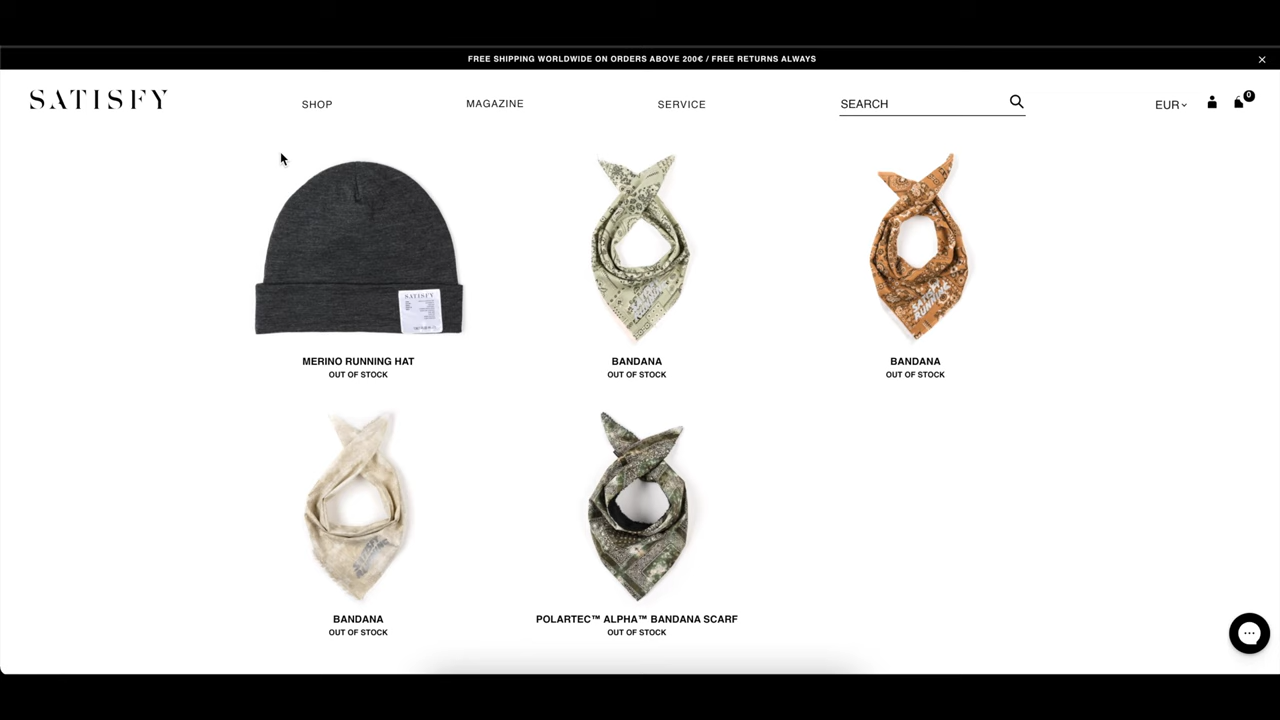 FREE SHIPPING WORLDWIDE ON ORDERS ABOVE 200€ / FREE RETURNS ALWAYS
SATISFY
SHOP
MAGAZINE
SERVICE
SEARCH
EUR
0
SATISFY
MERINO RUNNING HAT
OUT OF STOCK
BANDANA
OUT OF STOCK
BANDANA
OUT OF STOCK
BANDANA
OUT OF STOCK
POLARTEC™ ALPHA™ BANDANA SCARF
OUT OF STOCK